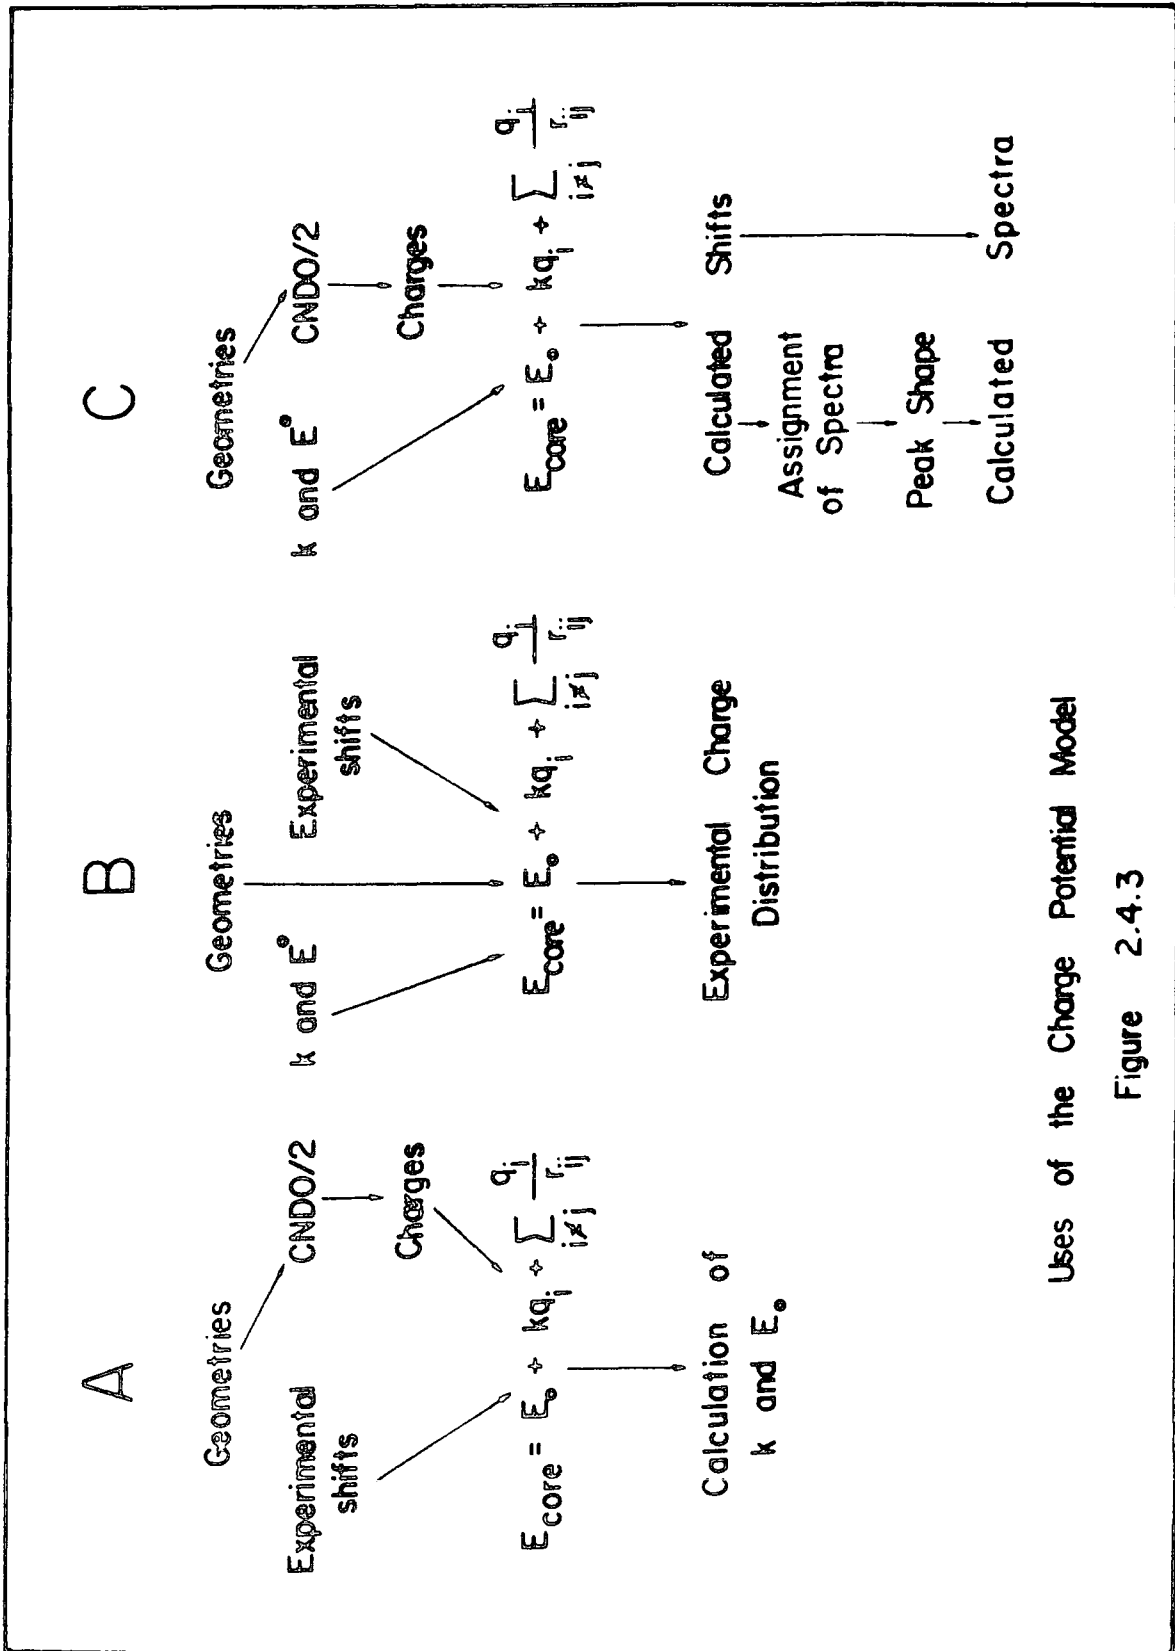 A
Geometries
Experimental
shifts
CNDO/2
Charges
E_core = E_o + kq_i + Σ_{i≠j} q_i / r_ij
Calculation of
k and E_o
B
Geometries
k and E°
Experimental
shifts
E_core = E_o + kq_i + Σ_{i≠j} q_j / r_ij
Experimental Charge
Distribution
C
Geometries
k and E°
CNDO/2
Charges
E_core = E_o + kq_i + Σ_{i≠j} q_j / r_ij
Calculated Shifts
Assignment
of Spectra
Peak Shape
Calculated Spectra
Uses of the Charge Potential Model
Figure 2.4.3